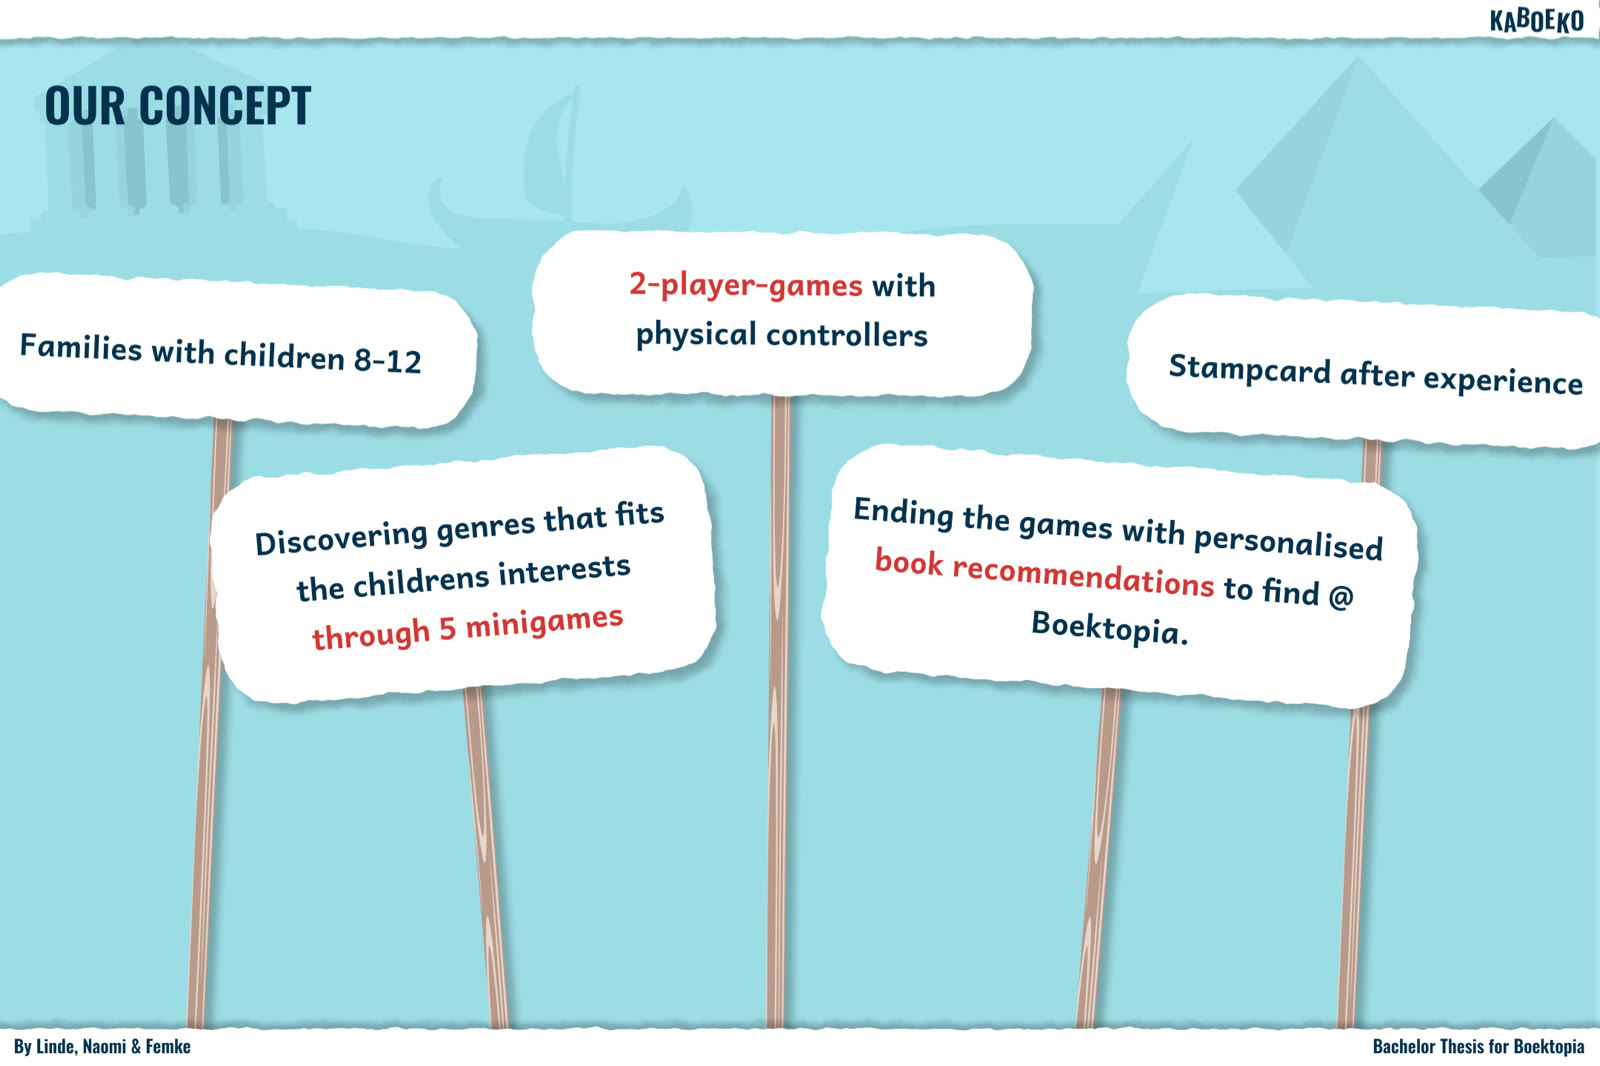 KABOEKO
OUR CONCEPT
Families with children 8-12
2-player-games with
physical controllers
Stampcard after experience
Discovering genres that fits
the childrens interests
through 5 minigames
Ending the games with personalised
book recommendations to find @
Boektopia.
By Linde, Naomi & Femke
Bachelor Thesis for Boektopia